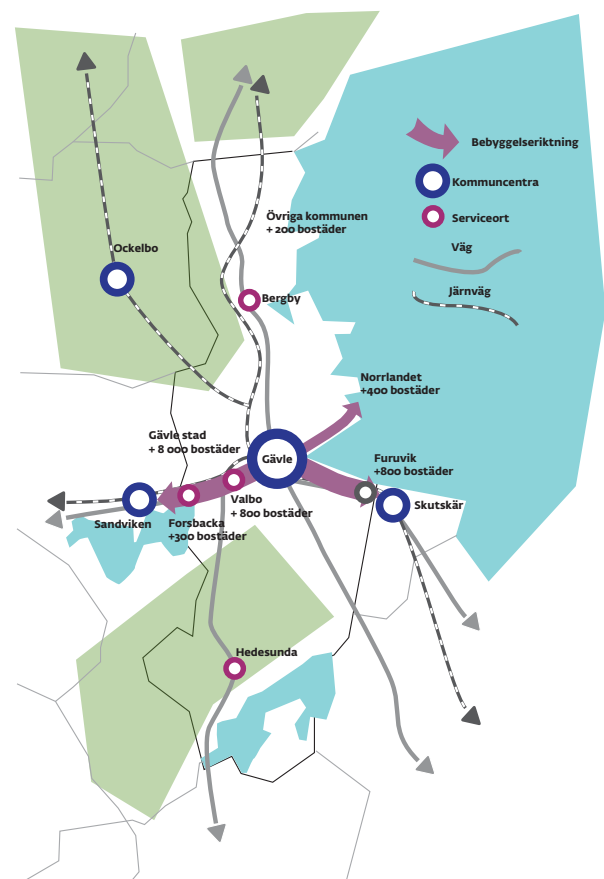 Bebyggelseriktning
Kommuncentra
Serviceort
Väg
Järnväg
Övriga kommunen
+ 200 bostäder
Ockelbo
Bergby
Norrlandet
+400 bostäder
Gävle stad
+ 8 000 bostäder
Gävle
Furuvik
+800 bostäder
Valbo
+ 800 bostäder
Skutskär
Sandviken
Forsbacka
+300 bostäder
Hedesunda